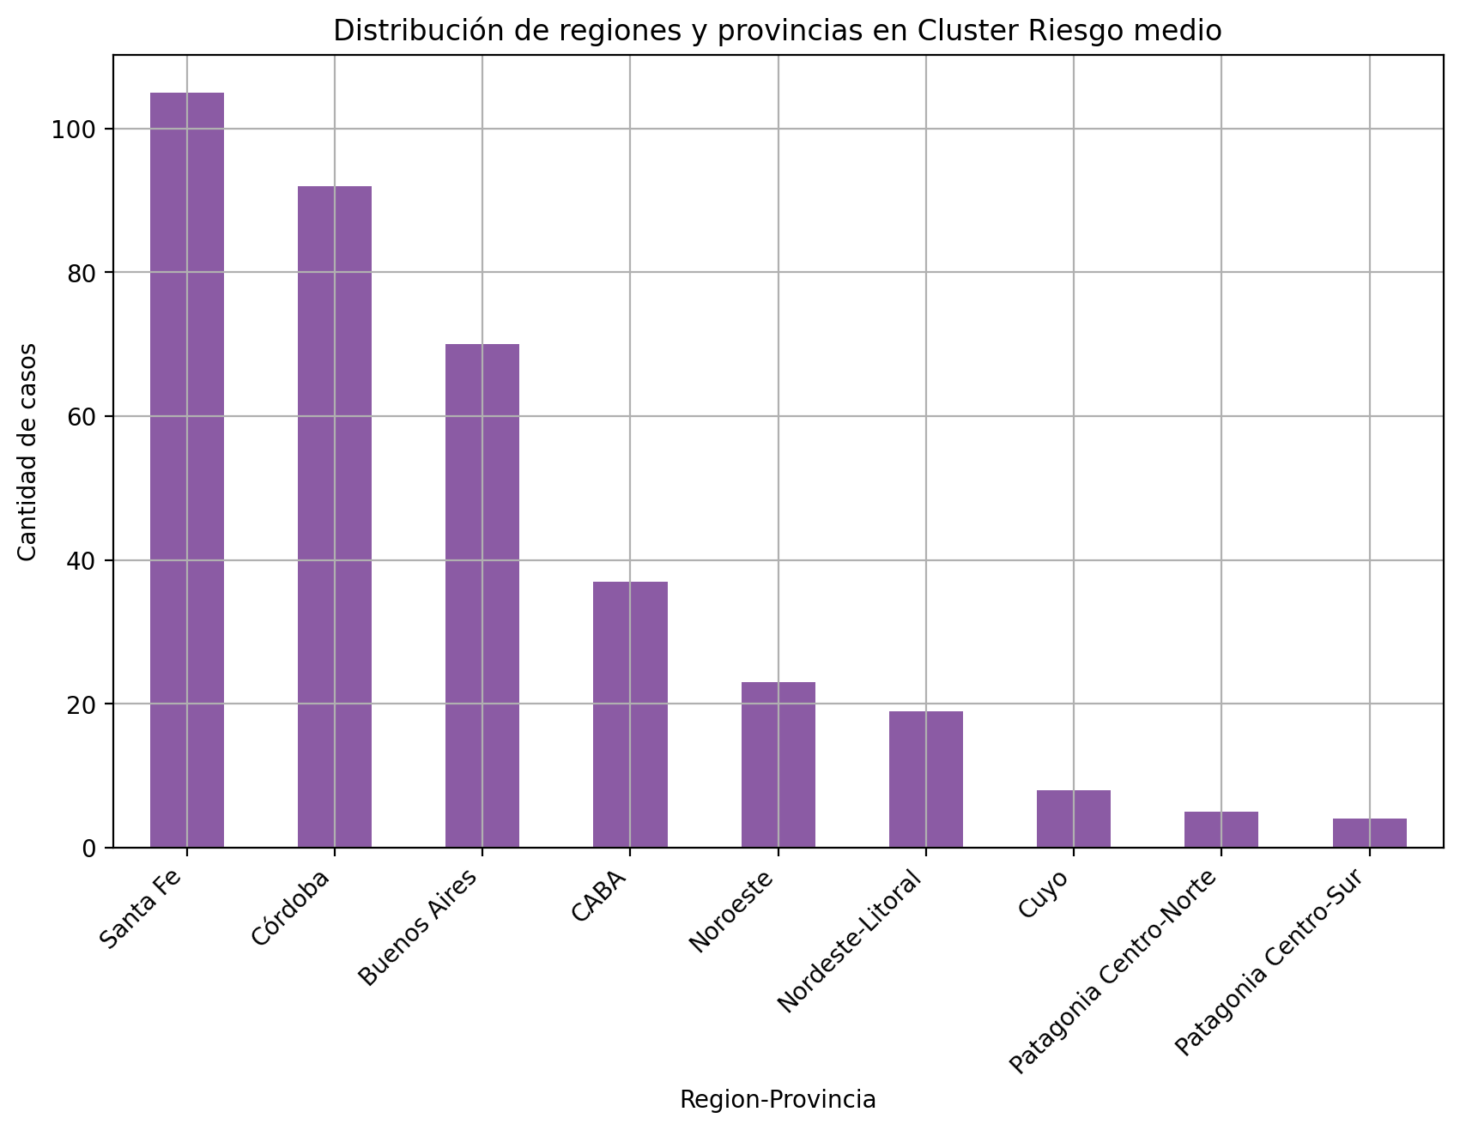 Distribución de regiones y provincias en Cluster Riesgo medio
Cantidad de casos
100
80
60
40
20
0
Santa Fe
Córdoba
Buenos Aires
CABA
Noroeste
Nordeste-Litoral
Cuyo
Patagonia Centro-Norte
Patagonia Centro-Sur
Region-Provincia